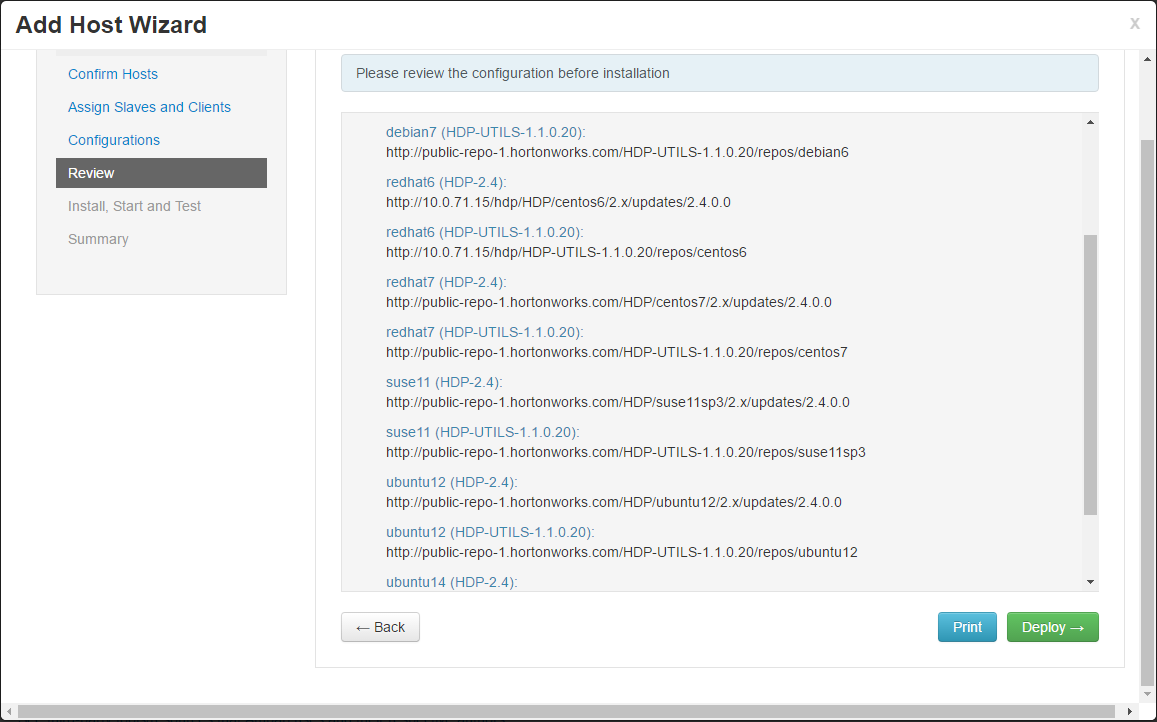 Add Host Wizard
x
Confirm Hosts
Assign Slaves and Clients
Configurations
Review
Install, Start and Test
Summary
Please review the configuration before installation
debian7 (HDP-UTILS-1.1.0.20):
http://public-repo-1.hortonworks.com/HDP-UTILS-1.1.0.20/repos/debian6
redhat6 (HDP-2.4):
http://10.0.71.15/hdp/HDP/centos6/2.x/updates/2.4.0.0
redhat6 (HDP-UTILS-1.1.0.20):
http://10.0.71.15/hdp/HDP-UTILS-1.1.0.20/repos/centos6
redhat7 (HDP-2.4):
http://public-repo-1.hortonworks.com/HDP/centos7/2.x/updates/2.4.0.0
redhat7 (HDP-UTILS-1.1.0.20):
http://public-repo-1.hortonworks.com/HDP-UTILS-1.1.0.20/repos/centos7
suse11 (HDP-2.4):
http://public-repo-1.hortonworks.com/HDP/suse11sp3/2.x/updates/2.4.0.0
suse11 (HDP-UTILS-1.1.0.20):
http://public-repo-1.hortonworks.com/HDP-UTILS-1.1.0.20/repos/suse11sp3
ubuntu12 (HDP-2.4):
http://public-repo-1.hortonworks.com/HDP/ubuntu12/2.x/updates/2.4.0.0
ubuntu12 (HDP-UTILS-1.1.0.20):
http://public-repo-1.hortonworks.com/HDP-UTILS-1.1.0.20/repos/ubuntu12
ubuntu14 (HDP-2.4):
← Back
Print
Deploy →